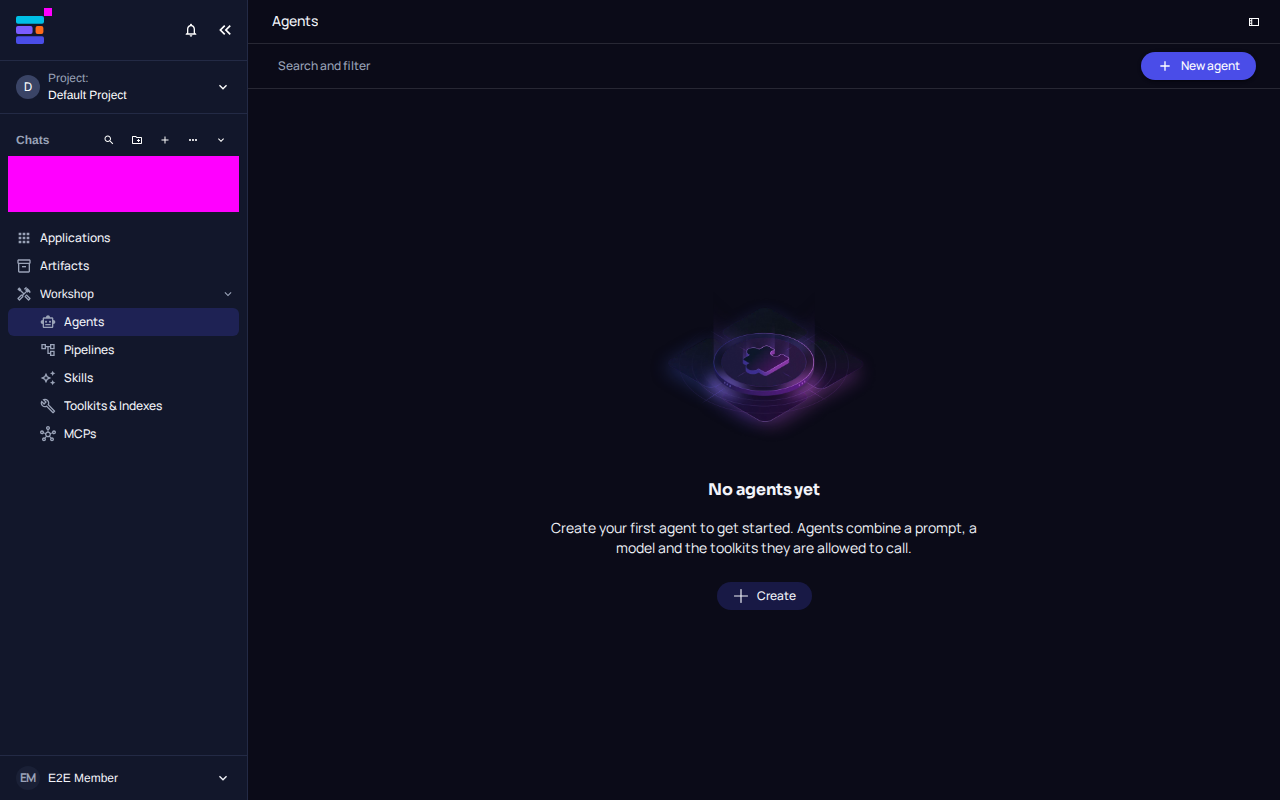 Agents
Project:
D
Default Project
Search and filter
New agent
Chats
Applications
Artifacts
Workshop
Agents
Pipelines
Skills
Toolkits & Indexes
MCPs
No agents yet
Create your first agent to get started. Agents combine a prompt, a
model and the toolkits they are allowed to call.
Create
EM
E2E Member